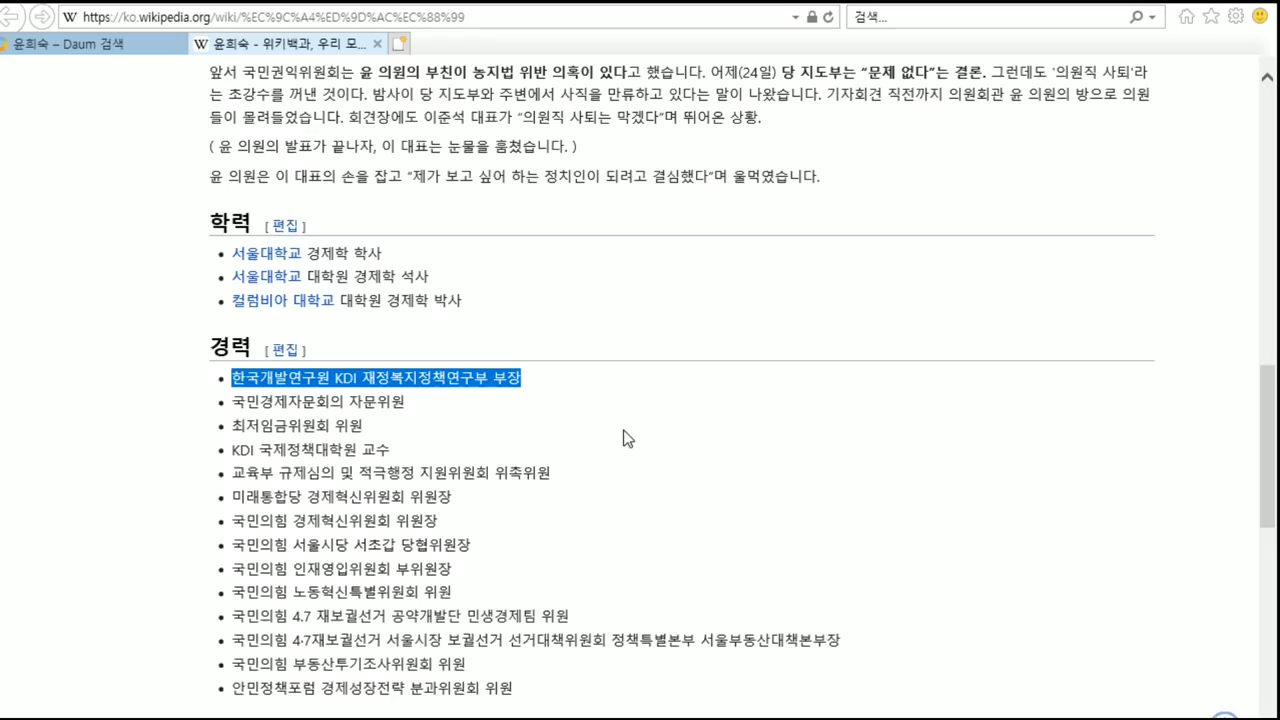 https://ko.wikipedia.org/wiki/%EC%9C%A4%ED%9D%AC%EC%88%99
검색...
윤희숙 – Daum 검색
윤희숙 - 위키백과, 우리 모...
앞서 국민권익위원회는 윤 의원의 부친이 농지법 위반 의혹이 있다고 했습니다. 어제(24일) 당 지도부는 “문제 없다”는 결론. 그런데도 '의원직 사퇴'라
는 초강수를 꺼낸 것이다. 밤사이 당 지도부와 주변에서 사직을 만류하고 있다는 말이 나왔습니다. 기자회견 직전까지 의원회관 윤 의원의 방으로 의원
들이 몰려들었습니다. 회견장에도 이준석 대표가 “의원직 사퇴는 막겠다”며 뛰어온 상황.
( 윤 의원의 발표가 끝나자, 이 대표는 눈물을 훔쳤습니다. )
윤 의원은 이 대표의 손을 잡고 “제가 보고 싶어 하는 정치인이 되려고 결심했다”며 울먹였습니다.
학력 [ 편집 ]
• 서울대학교 경제학 학사
• 서울대학교 대학원 경제학 석사
• 컬럼비아 대학교 대학원 경제학 박사
경력 [ 편집 ]
• 한국개발연구원 KDI 재정복지정책연구부 부장
• 국민경제자문회의 자문위원
• 최저임금위원회 위원
• KDI 국제정책대학원 교수
• 교육부 규제심의 및 적극행정 지원위원회 위촉위원
• 미래통합당 경제혁신위원회 위원장
• 국민의힘 경제혁신위원회 위원장
• 국민의힘 서울시당 서초갑 당협위원장
• 국민의힘 인재영입위원회 부위원장
• 국민의힘 노동혁신특별위원회 위원
• 국민의힘 4.7 재보궐선거 공약개발단 민생경제팀 위원
• 국민의힘 4·7재보궐선거 서울시장 보궐선거 선거대책위원회 정책특별본부 서울부동산대책본부장
• 국민의힘 부동산투기조사위원회 위원
• 안민정책포럼 경제성장전략 분과위원회 위원